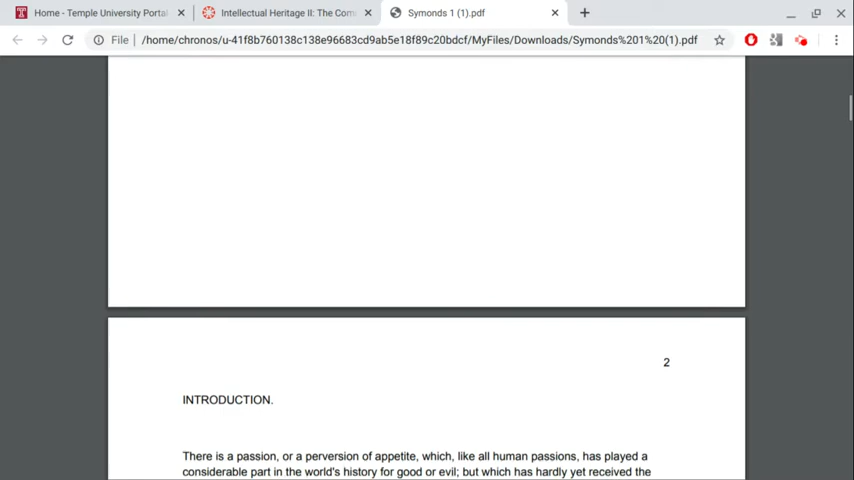 Home - Temple University Portal
Intellectual Heritage II: The Com
Symonds 1 (1).pdf
File
/home/chronos/u-41f8b760138c138e96683cd9ab5e18f89c20bdcf/MyFiles/Downloads/Symonds%201%20(1).pdf
2
INTRODUCTION.
There is a passion, or a perversion of appetite, which, like all human passions, has played a
considerable part in the world's history for good or evil; but which has hardly yet received the